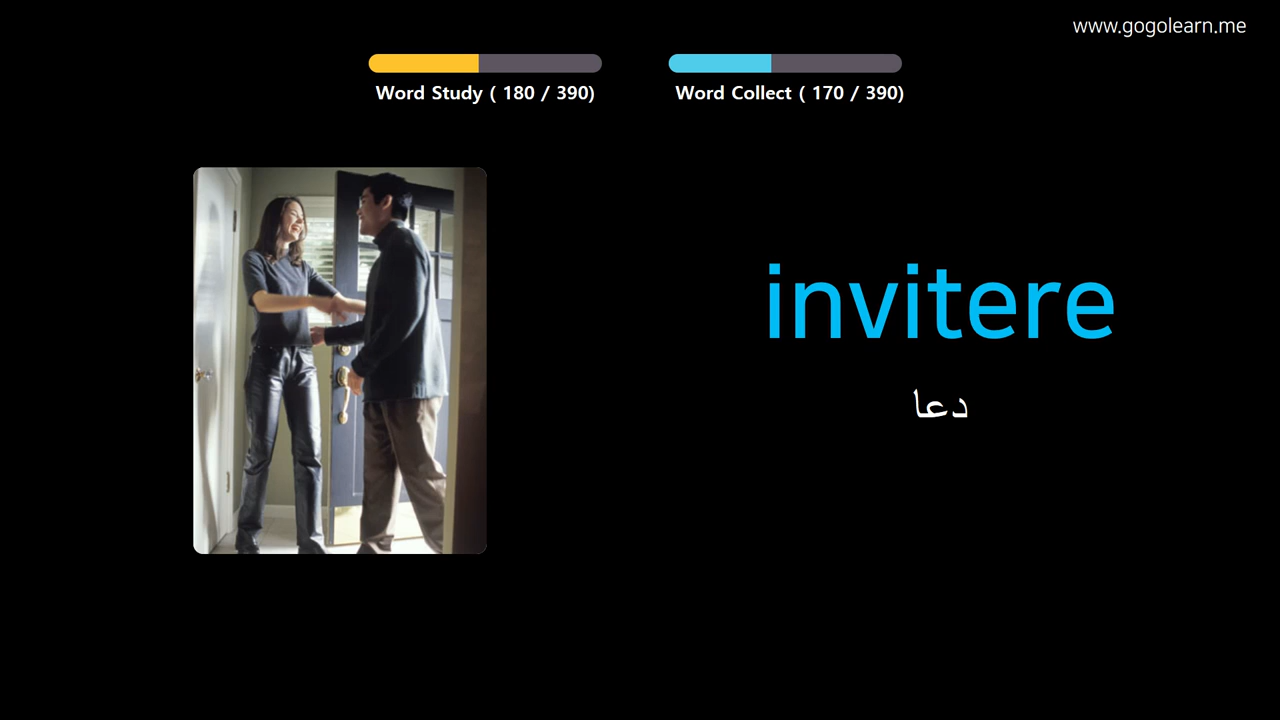 www.gogolearn.me
Word Study ( 180 / 390)
Word Collect ( 170 / 390)
invitere
دعا